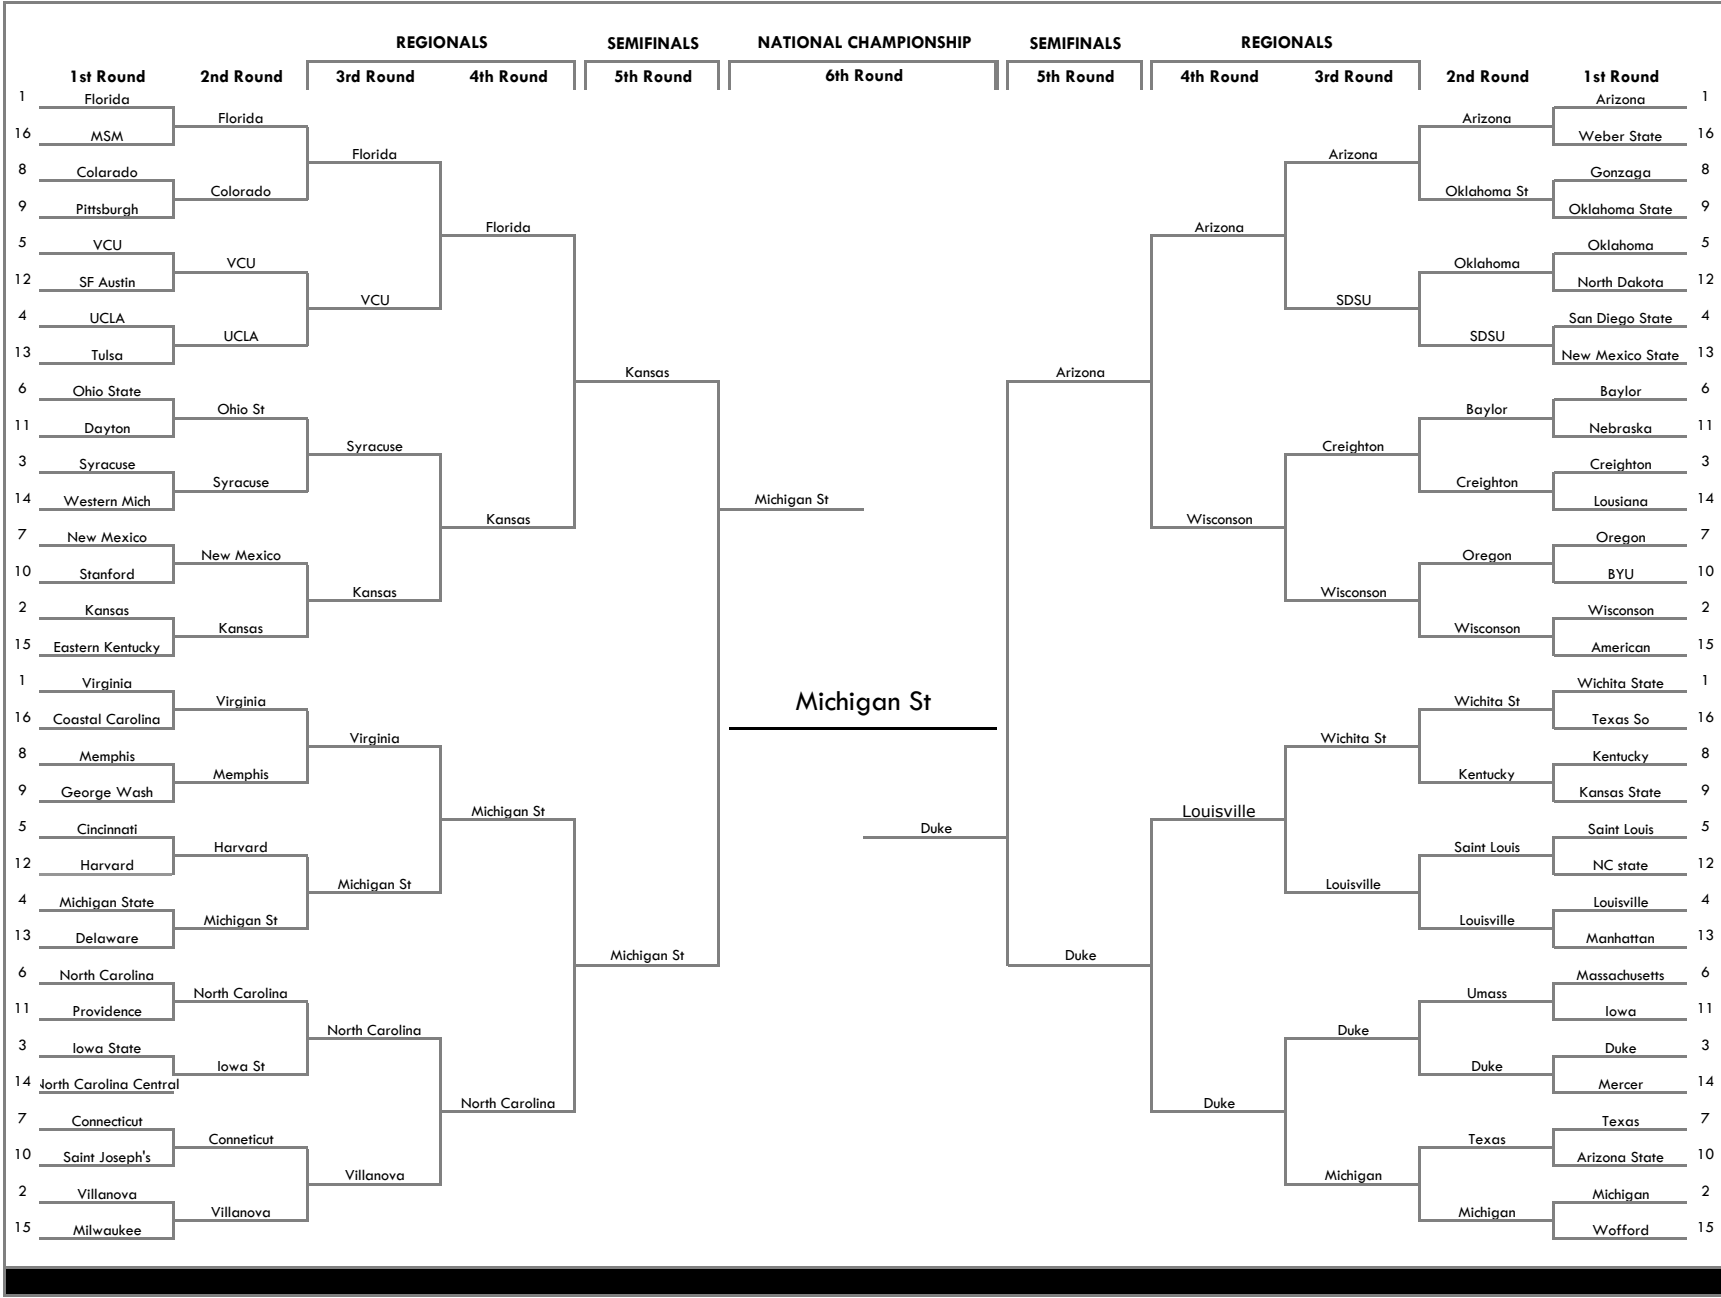 REGIONALS SEMIFINALS NATIONAL CHAMPIONSHIP SEMIFINALS REGIONALS
1st Round 2nd Round 3rd Round 4th Round 5th Round 6th Round 5th Round 4th Round 3rd Round 2nd Round 1st Round
1 Florida Arizona 1
Florida Arizona
16 MSM Weber State 16
Florida Arizona
8 Colarado Gonzaga 8
Colorado Oklahoma St
9 Pittsburgh Oklahoma State 9
Florida Arizona
5 VCU Oklahoma 5
VCU Oklahoma
12 SF Austin North Dakota 12
VCU SDSU
4 UCLA San Diego State 4
UCLA SDSU
13 Tulsa New Mexico State 13
Kansas Arizona
6 Ohio State Baylor 6
Ohio St Baylor
11 Dayton Nebraska 11
Syracuse Creighton
3 Syracuse Creighton 3
Syracuse Creighton
14 Western Mich Lousiana 14
Michigan St
Kansas Wisconson
7 New Mexico Oregon 7
New Mexico Oregon
10 Stanford BYU 10
Kansas Wisconson
2 Kansas Wisconson 2
Kansas Wisconson
15 Eastern Kentucky American 15
1 Virginia Wichita State 1
Virginia Michigan St Wichita St
16 Coastal Carolina Texas So 16
Virginia Wichita St
8 Memphis Kentucky 8
Memphis Kentucky
9 George Wash Kansas State 9
Michigan St Louisville
5 Cincinnati Duke Saint Louis 5
Harvard Saint Louis
12 Harvard NC state 12
Michigan St Louisville
4 Michigan State Louisville 4
Michigan St Louisville
13 Delaware Manhattan 13
Michigan St Duke
6 North Carolina Massachusetts 6
North Carolina Umass
11 Providence Iowa 11
North Carolina Duke
3 Iowa State Duke 3
Iowa St Duke
14 North Carolina Central Mercer 14
North Carolina Duke
7 Connecticut Texas 7
Conneticut Texas
10 Saint Joseph's Arizona State 10
Villanova Michigan
2 Villanova Michigan 2
Villanova Michigan
15 Milwaukee Wofford 15